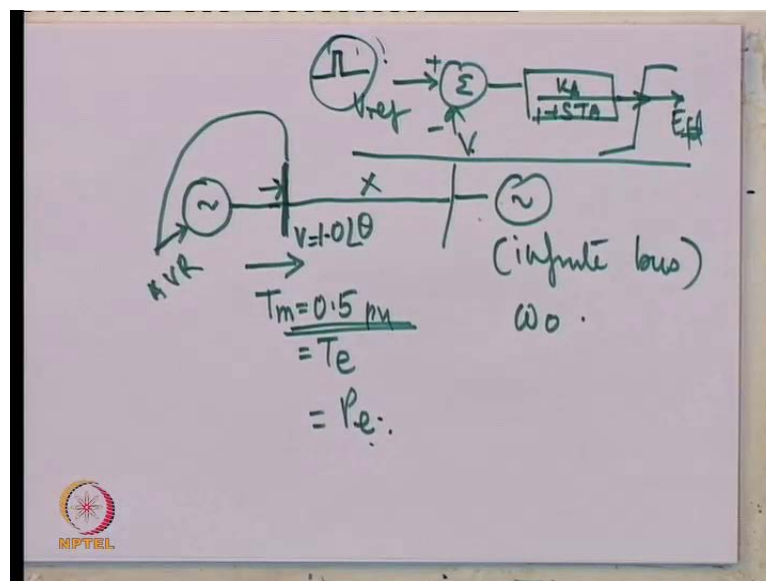 Vref
+
Σ
-
V
KA
1+STA
Efd
~
AVR
V=1.0∠θ
X
~
(infinite bus)
ω0.
Tm=0.5 pu
=Te
=Pe.
NPTEL